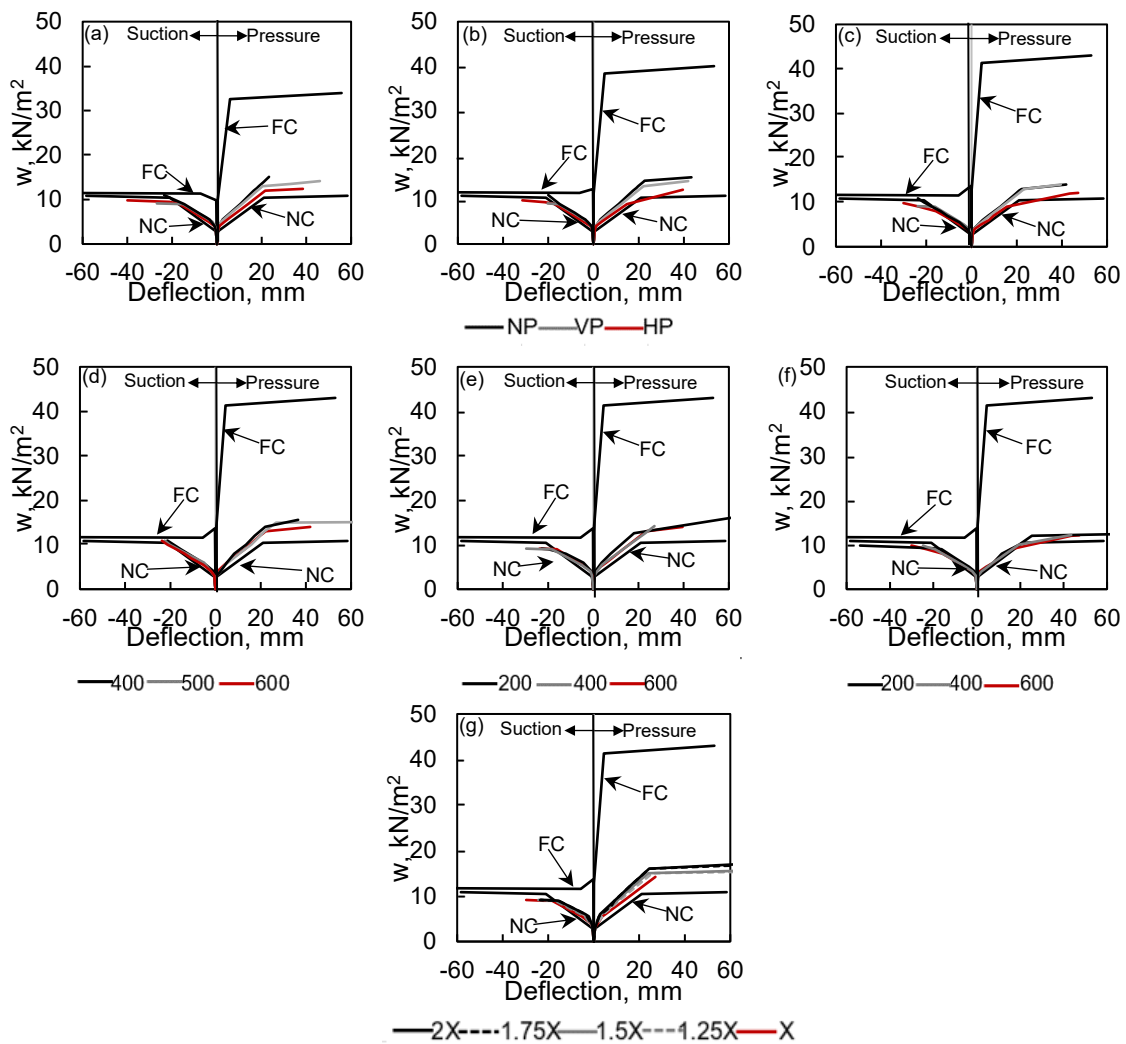 (a) Suction Pressure
50
40
30
20
10
0
w, kN/m²
FC
FC
NC
NC
-60 -40 -20 0 20 40 60
Deflection, mm
(b) Suction Pressure
50
40
30
20
10
0
w, kN/m²
FC
FC
NC
NC
-60 -40 -20 0 20 40 60
Deflection, mm
(c) Suction Pressure
50
40
30
20
10
0
w, kN/m²
FC
FC
NC
NC
-60 -40 -20 0 20 40 60
Deflection, mm
NP VP HP
(d) Suction Pressure
50
40
30
20
10
0
w, kN/m²
FC
FC
NC
NC
-60 -40 -20 0 20 40 60
Deflection, mm
400 500 600
(e) Suction Pressure
50
40
30
20
10
0
w, kN/m²
FC
FC
NC
NC
-60 -40 -20 0 20 40 60
Deflection, mm
200 400 600
(f) Suction Pressure
50
40
30
20
10
0
w, kN/m²
FC
FC
NC
NC
-60 -40 -20 0 20 40 60
Deflection, mm
200 400 600
(g) Suction Pressure
50
40
30
20
10
0
w, kN/m²
FC
FC
NC
NC
-60 -40 -20 0 20 40 60
Deflection, mm
2X 1.75X 1.5X 1.25X X